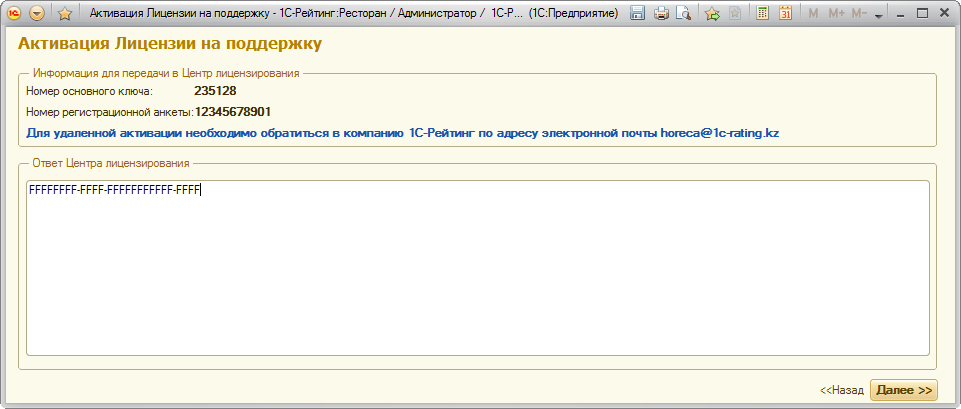 Активация Лицензии на поддержку - 1С-Рейтинг:Ресторан / Администратор / 1С-Р... (1С:Предприятие)
M M+ M-
31
Активация Лицензии на поддержку
Информация для передачи в Центр лицензирования
Номер основного ключа: 235128
Номер регистрационной анкеты: 12345678901
Для удаленной активации необходимо обратиться в компанию 1С-Рейтинг по адресу электронной почты horeca@1c-rating.kz
Ответ Центра лицензирования
FFFFFFFF-FFFF-FFFFFFFFFFF-FFFF
<<Назад Далее >>